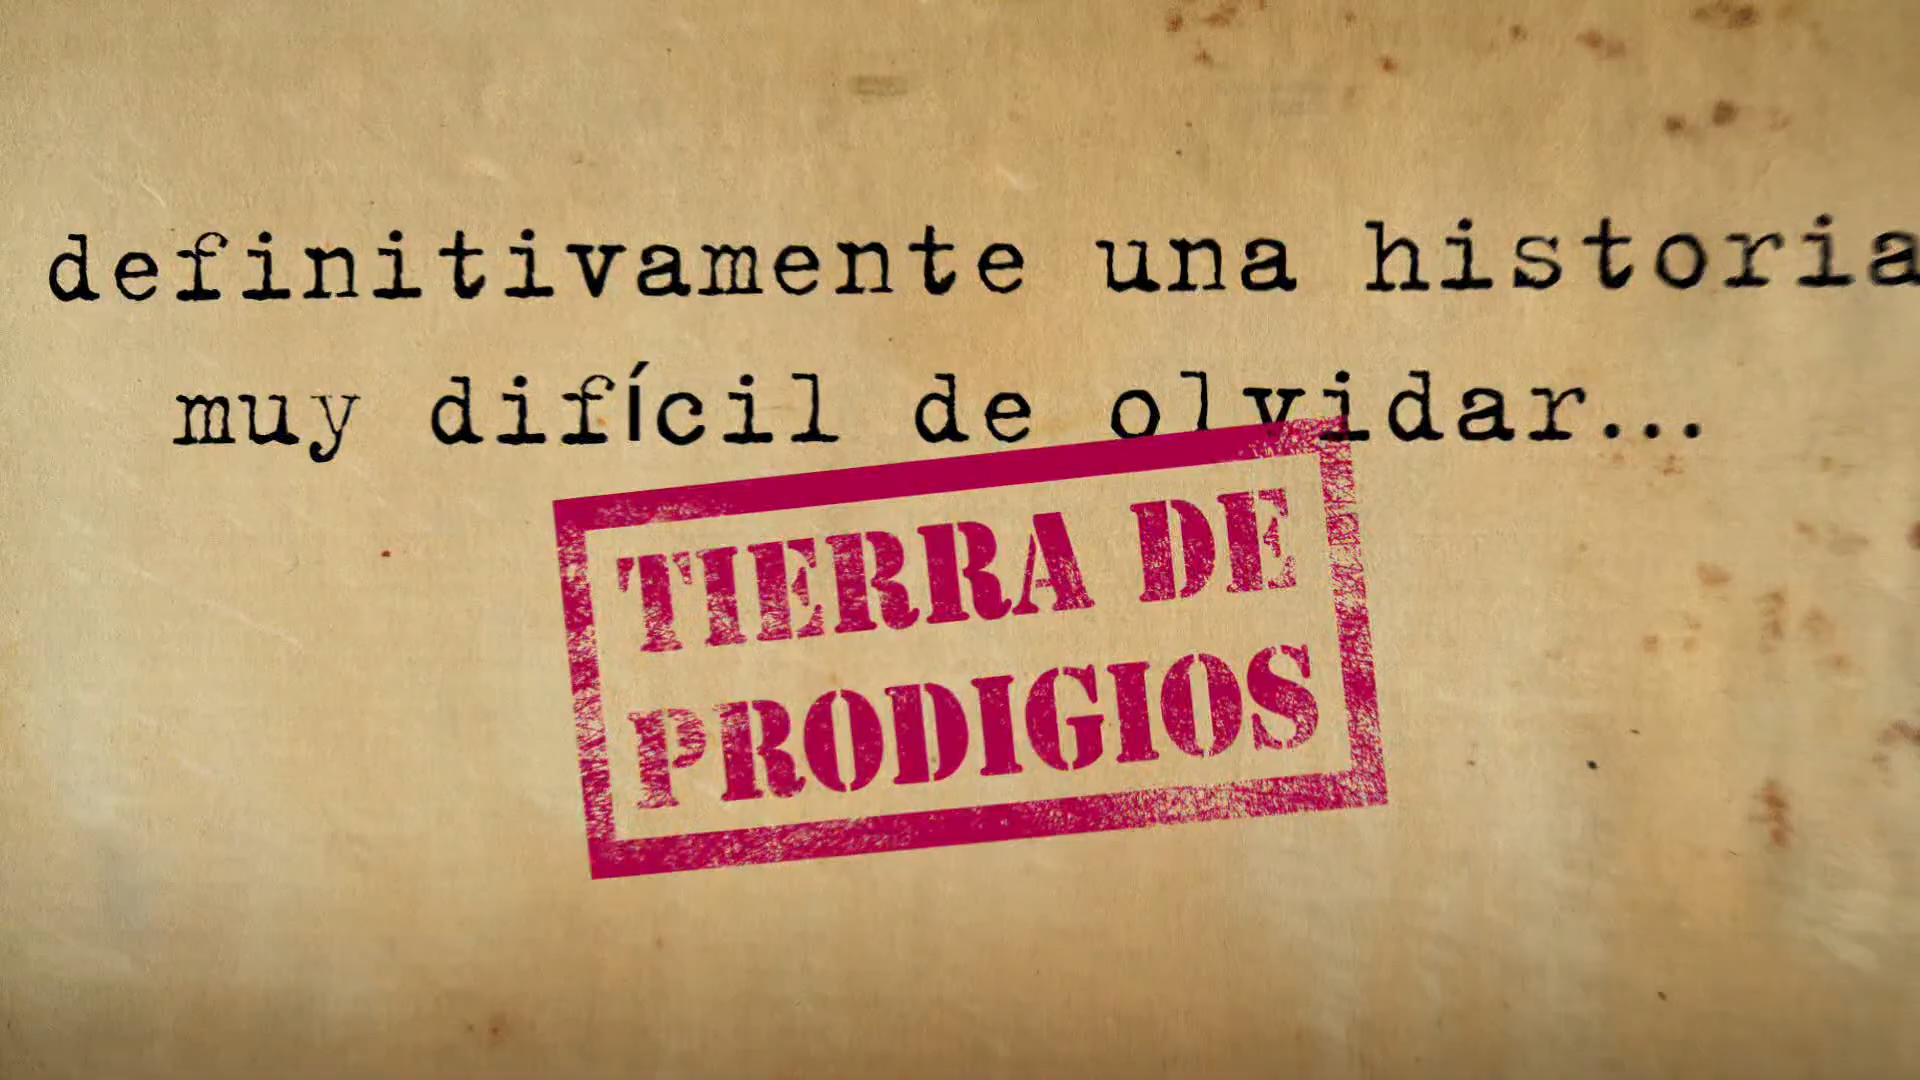 definitivamente una historia
muy difícil de olvidar...
TIERRA DE
PRODIGIOS